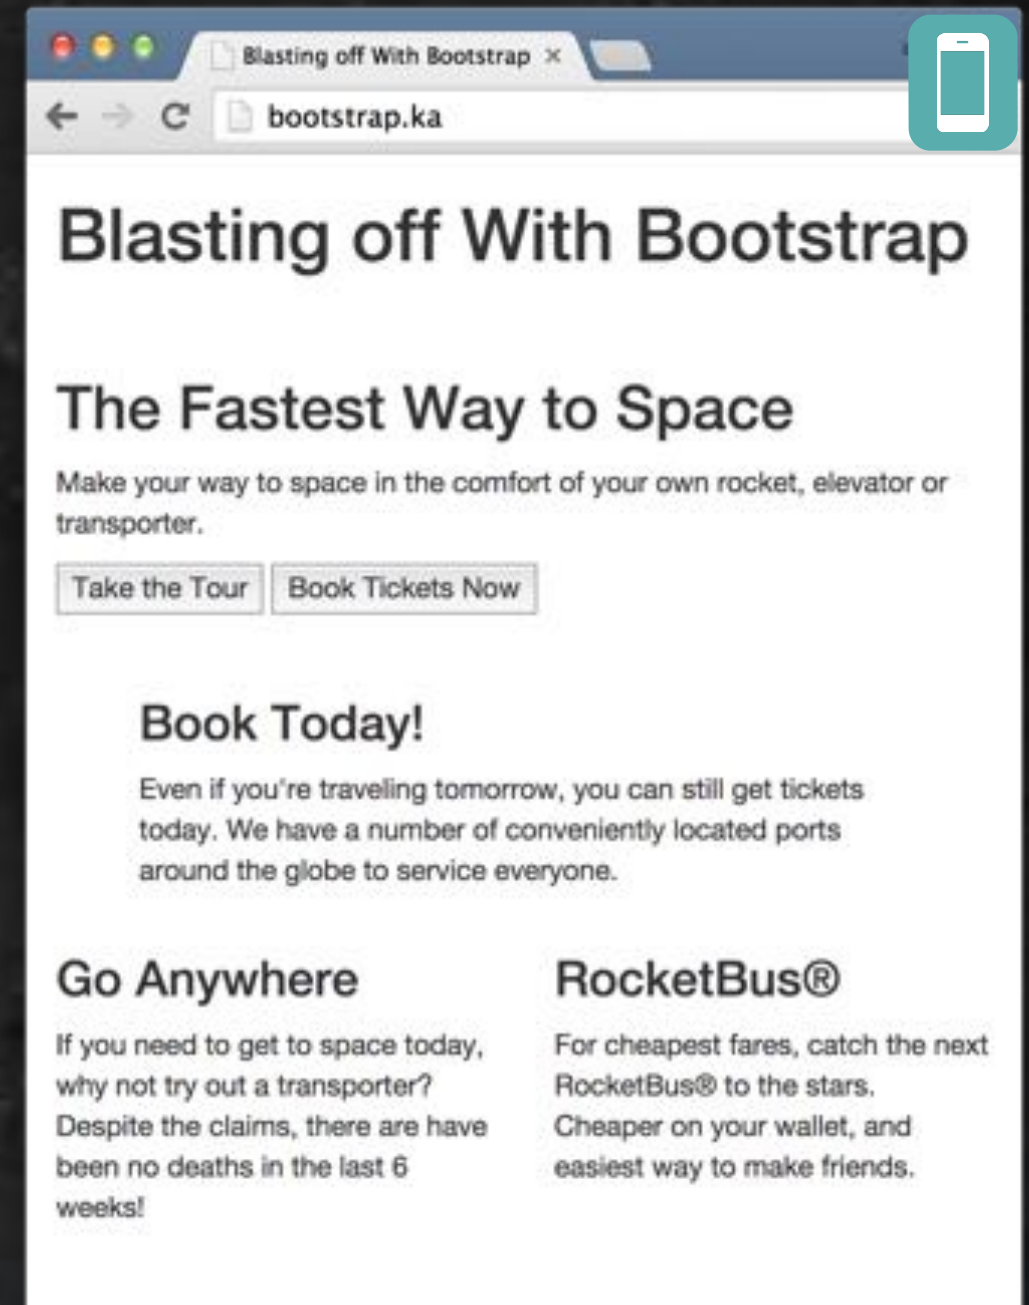 Blasting off With Bootstrap ×
bootstrap.ka
Blasting off With Bootstrap
The Fastest Way to Space
Make your way to space in the comfort of your own rocket, elevator or
transporter.
Take the Tour Book Tickets Now
Book Today!
Even if you're traveling tomorrow, you can still get tickets
today. We have a number of conveniently located ports
around the globe to service everyone.
Go Anywhere
If you need to get to space today,
why not try out a transporter?
Despite the claims, there are have
been no deaths in the last 6
weeks!
RocketBus®
For cheapest fares, catch the next
RocketBus® to the stars.
Cheaper on your wallet, and
easiest way to make friends.